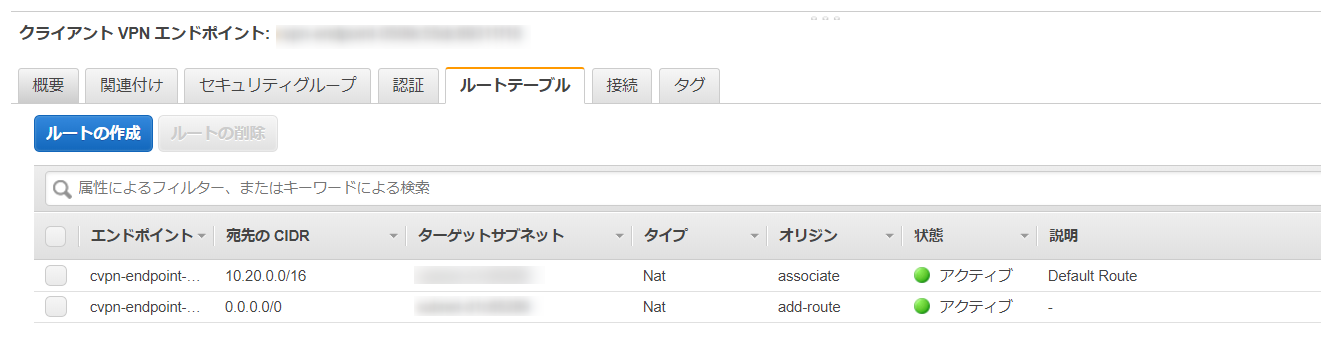 クライアント VPN エンドポイント:
概要 関連付け セキュリティグループ 認証 ルートテーブル 接続 タグ
ルートの作成 ルートの削除
属性によるフィルター、またはキーワードによる検索
エンドポイント 宛先の CIDR ターゲットサブネット タイプ オリジン 状態 説明
cvpn-endpoint-... 10.20.0.0/16 Nat associate アクティブ Default Route
cvpn-endpoint-... 0.0.0.0/0 Nat add-route アクティブ -